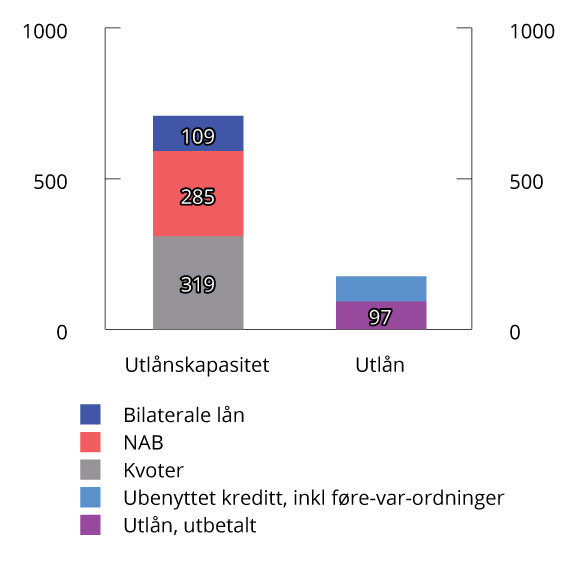 1000 1000
109
500 285 500
319
97
0 0
Utlånskapasitet Utlån
Bilaterale lån
NAB
Kvoter
Ubenyttet kreditt, inkl føre-var-ordninger
Utlån, utbetalt